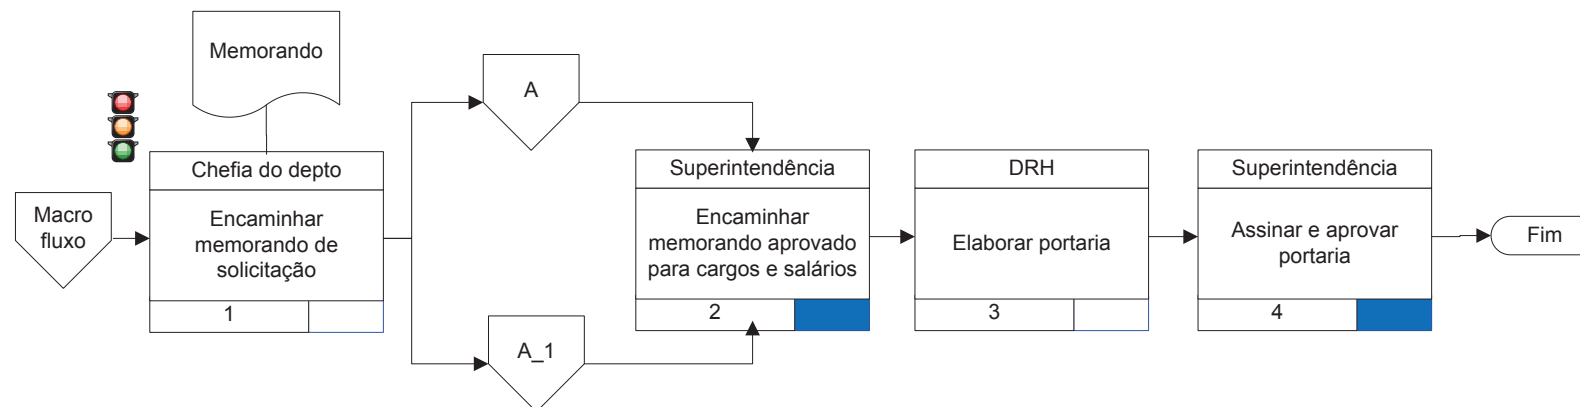 Memorando
A
Chefia do depto
Superintendência
DRH
Superintendência
Macro
fluxo
Encaminhar
memorando de
solicitação
Encaminhar
memorando aprovado
para cargos e salários
Elaborar portaria
Assinar e aprovar
portaria
Fim
1
2
3
4
A_1